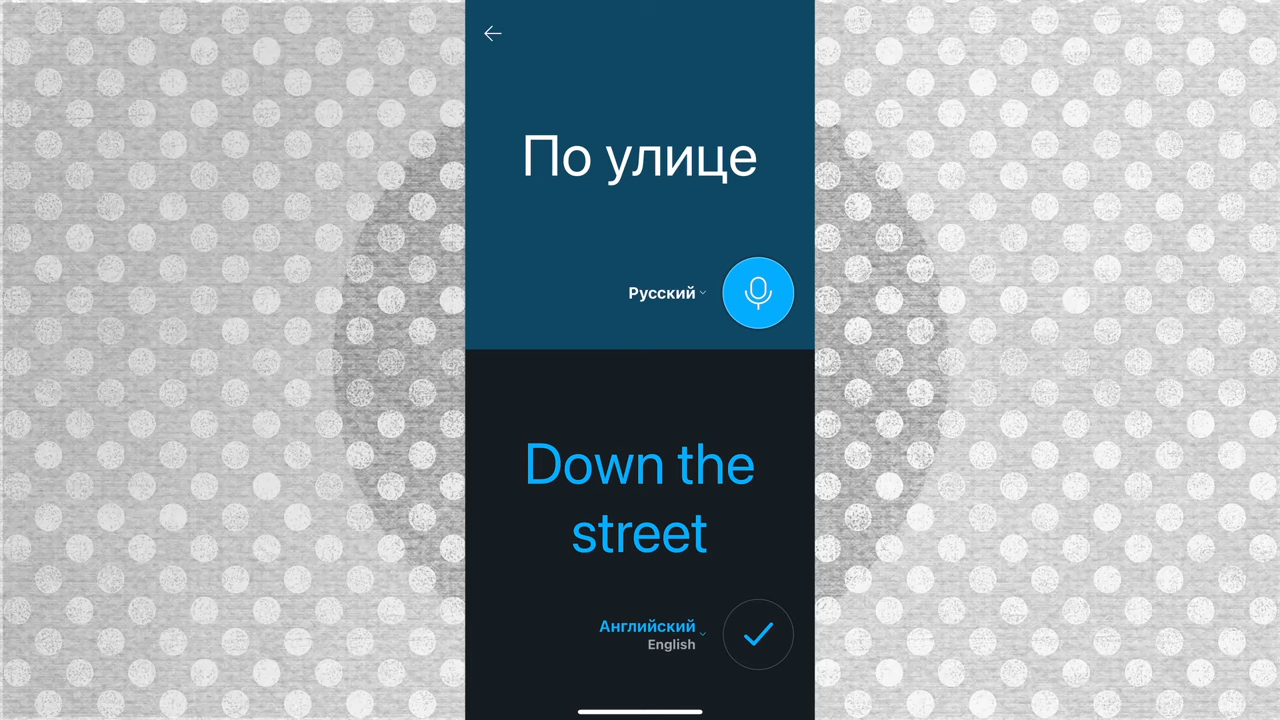 По улице
Русский
Down the
street
Английский
English